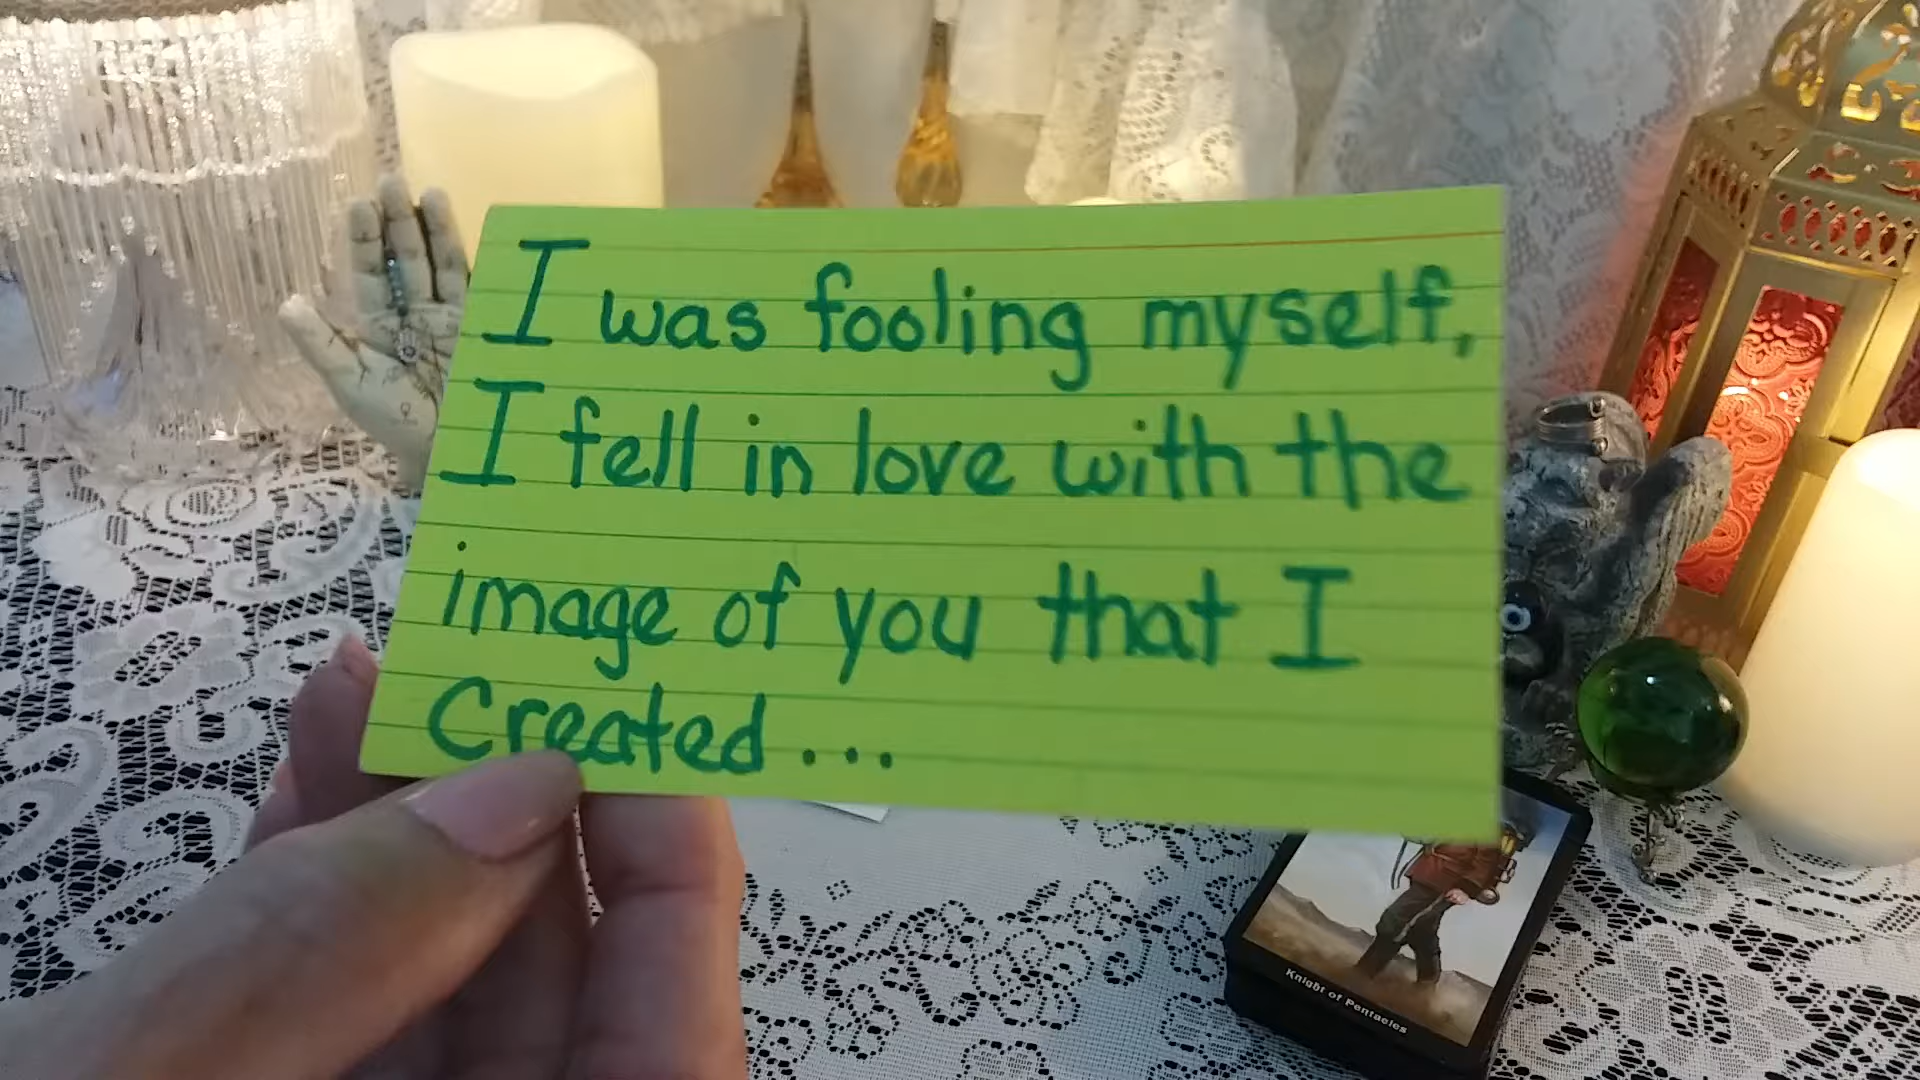 I was fooling myself,
I fell in love with the
image of you that I
Created...
Knight of Pentacles